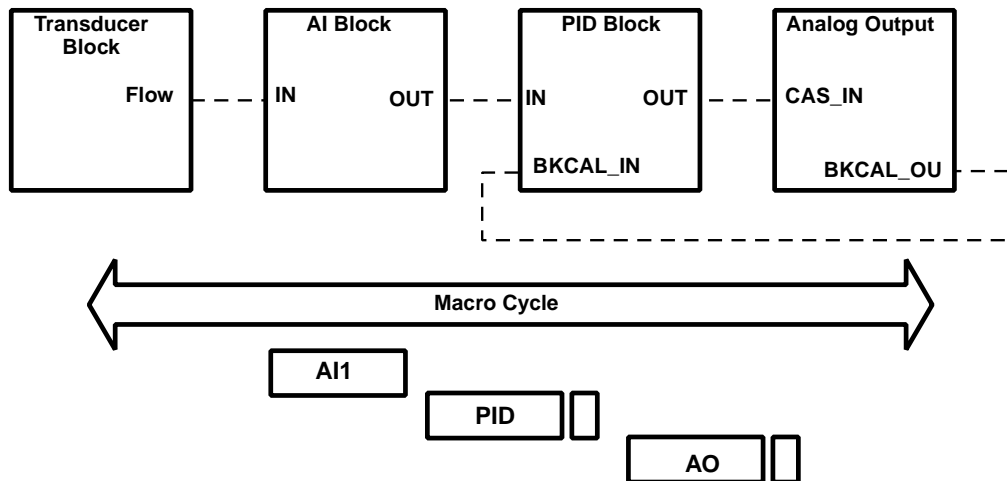 Transducer
Block
AI Block
PID Block
Analog Output
Flow
IN
OUT
IN
OUT
CAS_IN
BKCAL_IN
BKCAL_OU
Macro Cycle
AI1
PID
AO